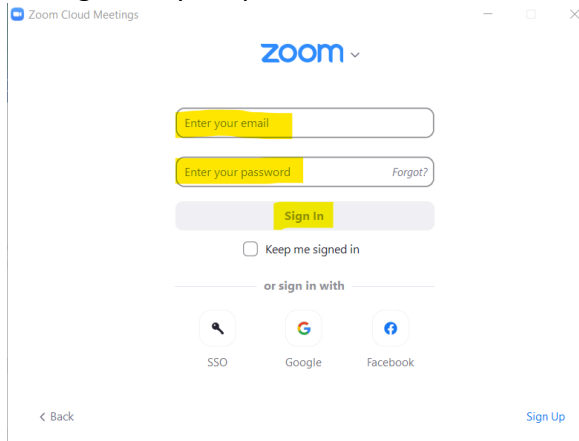 Zoom Cloud Meetings
zoom
Enter your email
Enter your password Forgot?
Sign In
Keep me signed in
or sign in with
SSO Google Facebook
< Back Sign Up